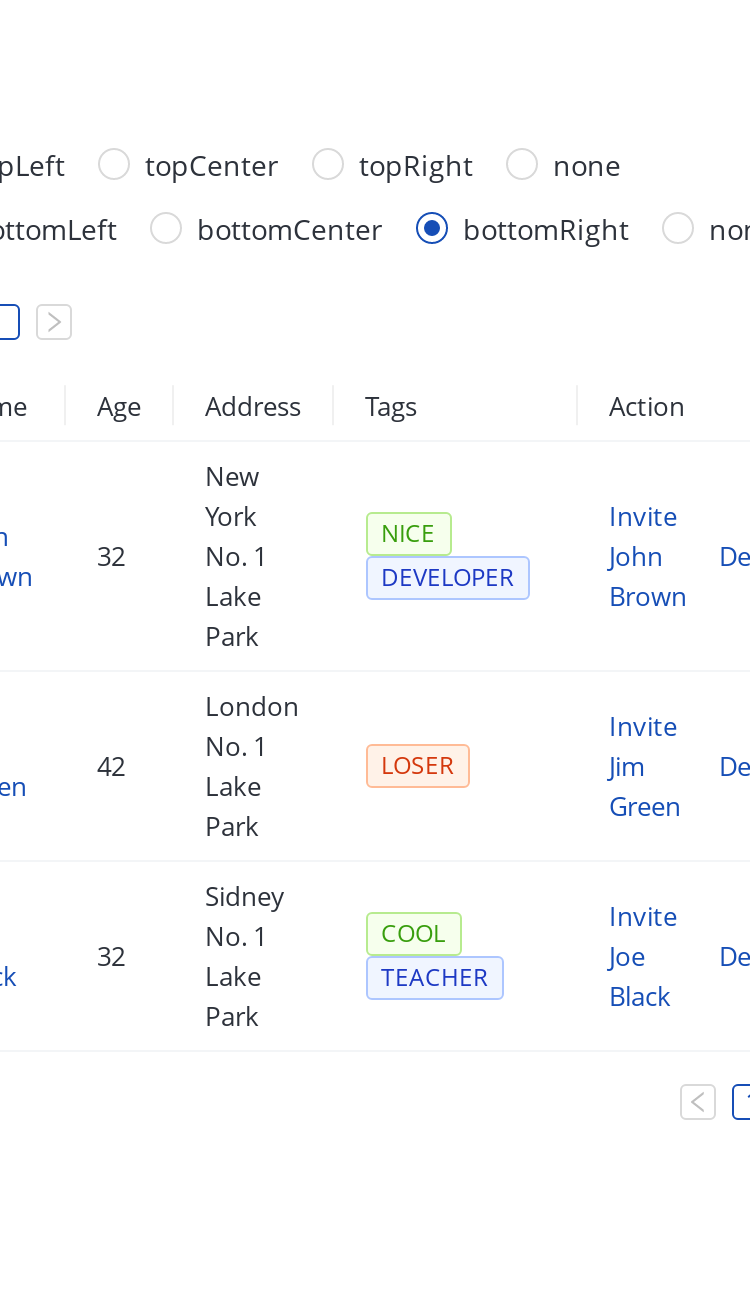 pLeft topCenter topRight none
ottomLeft bottomCenter bottomRight nor
me Age Address Tags Action
n
wn
32
New
York
No. 1
Lake
Park
NICE
DEVELOPER
Invite
John
Brown
De
en
42
London
No. 1
Lake
Park
LOSER
Invite
Jim
Green
De
ck
32
Sidney
No. 1
Lake
Park
COOL
TEACHER
Invite
Joe
Black
De